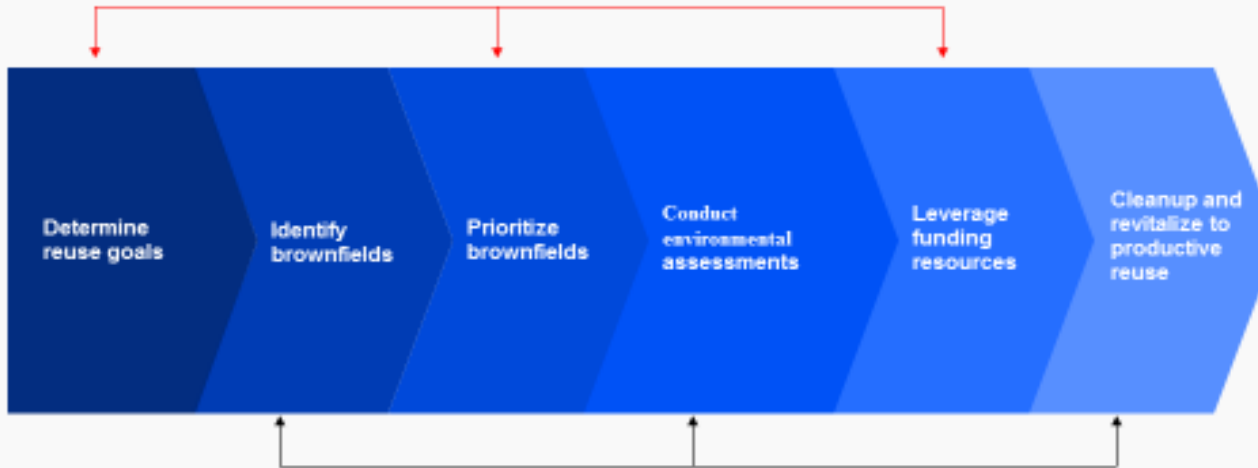 Determine
reuse goals
Identify
brownfields
Prioritize
brownfields
Conduct
environmental
assessments
Leverage
funding
resources
Cleanup and
revitalize to
productive
reuse